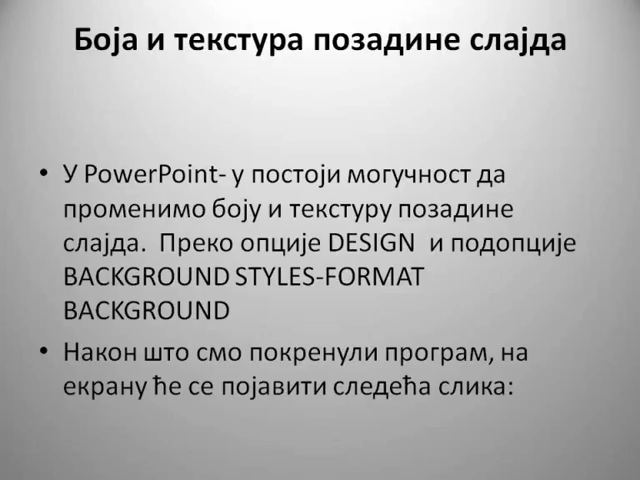 Боја и текстура позадине слајда
• У PowerPoint- у постоји могучност да
променимо боју и текстуру позадине
слајда.  Преко опције DESIGN  и подопције
BACKGROUND STYLES-FORMAT
BACKGROUND
• Након што смо покренули програм, на
екрану ће се појавити следећа слика: